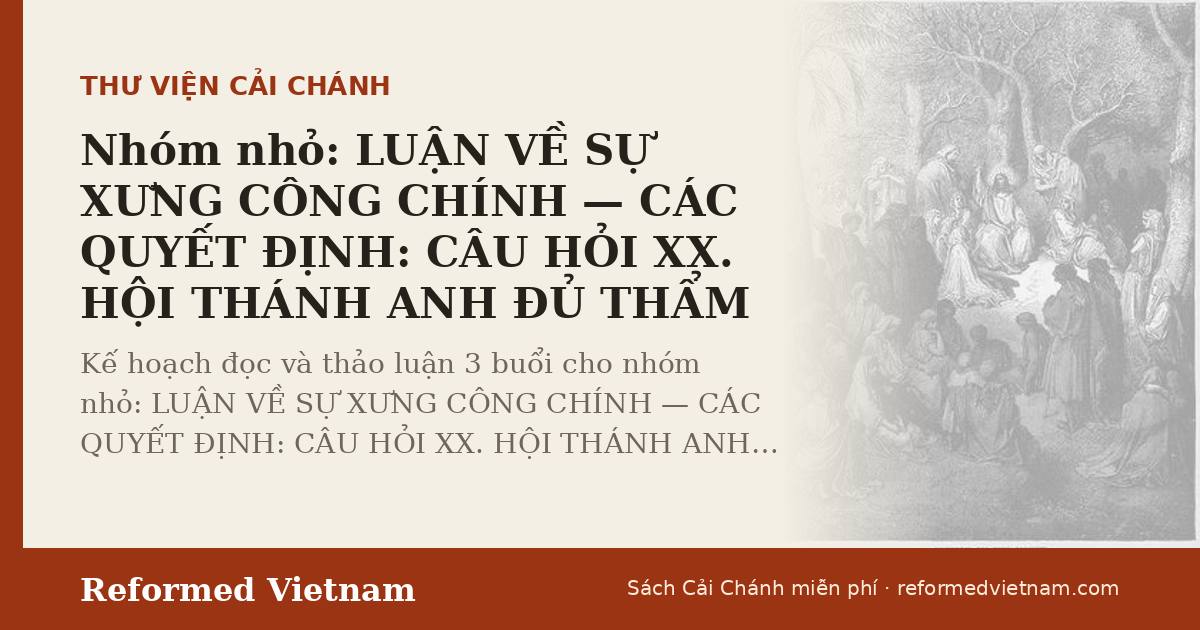 THƯ VIỆN CẢI CHÁNH
Nhóm nhỏ: LUẬN VỀ SỰ
XƯNG CÔNG CHÍNH — CÁC
QUYẾT ĐỊNH: CÂU HỎI XX.
HỘI THÁNH ANH ĐỦ THẨM
Kế hoạch đọc và thảo luận 3 buổi cho nhóm
nhỏ: LUẬN VỀ SỰ XƯNG CÔNG CHÍNH — CÁC
QUYẾT ĐỊNH: CÂU HỎI XX. HỘI THÁNH ANH...
Reformed Vietnam
Sách Cải Chánh miễn phí · reformedvietnam.com